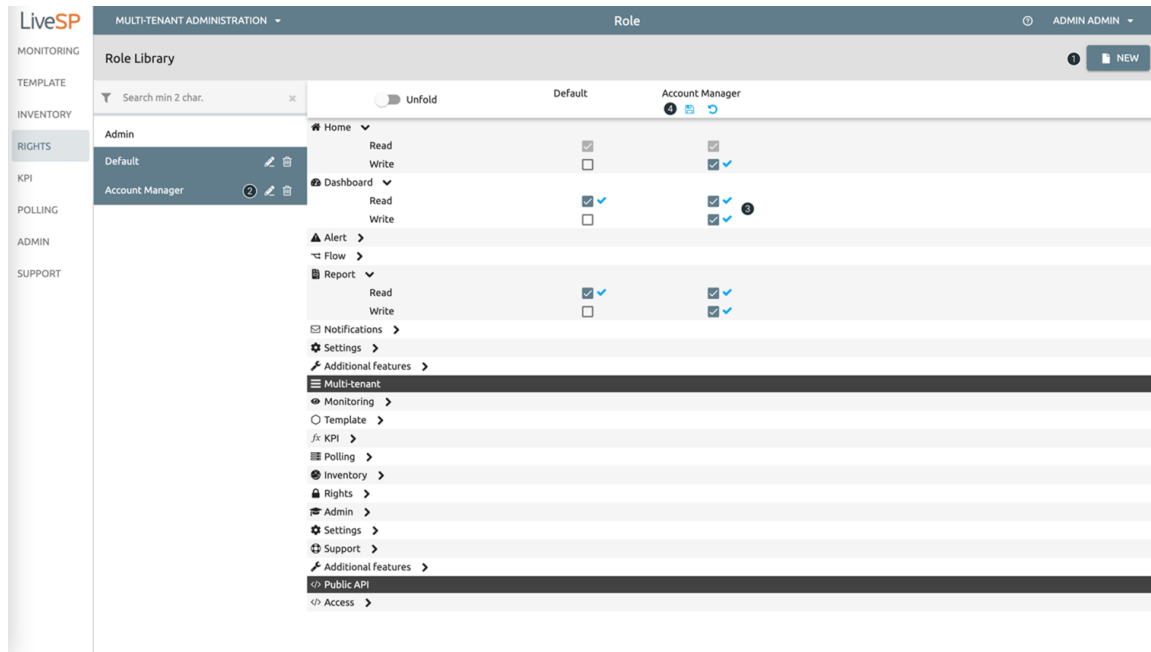 LiveSP
MULTI-TENANT ADMINISTRATION
Role
ADMIN ADMIN
MONITORING
TEMPLATE
INVENTORY
RIGHTS
KPI
POLLING
ADMIN
SUPPORT
Role Library
1
NEW
Search min 2 char.
Admin
Default
Account Manager
2
Unfold
Default
Account Manager
4
Home
Read
Write
Dashboard
Read
3
Write
Alert
Flow
Report
Read
Write
Notifications
Settings
Additional features
Multi-tenant
Monitoring
Template
fx KPI
Polling
Inventory
Rights
Admin
Settings
Support
Additional features
</> Public API
</> Access